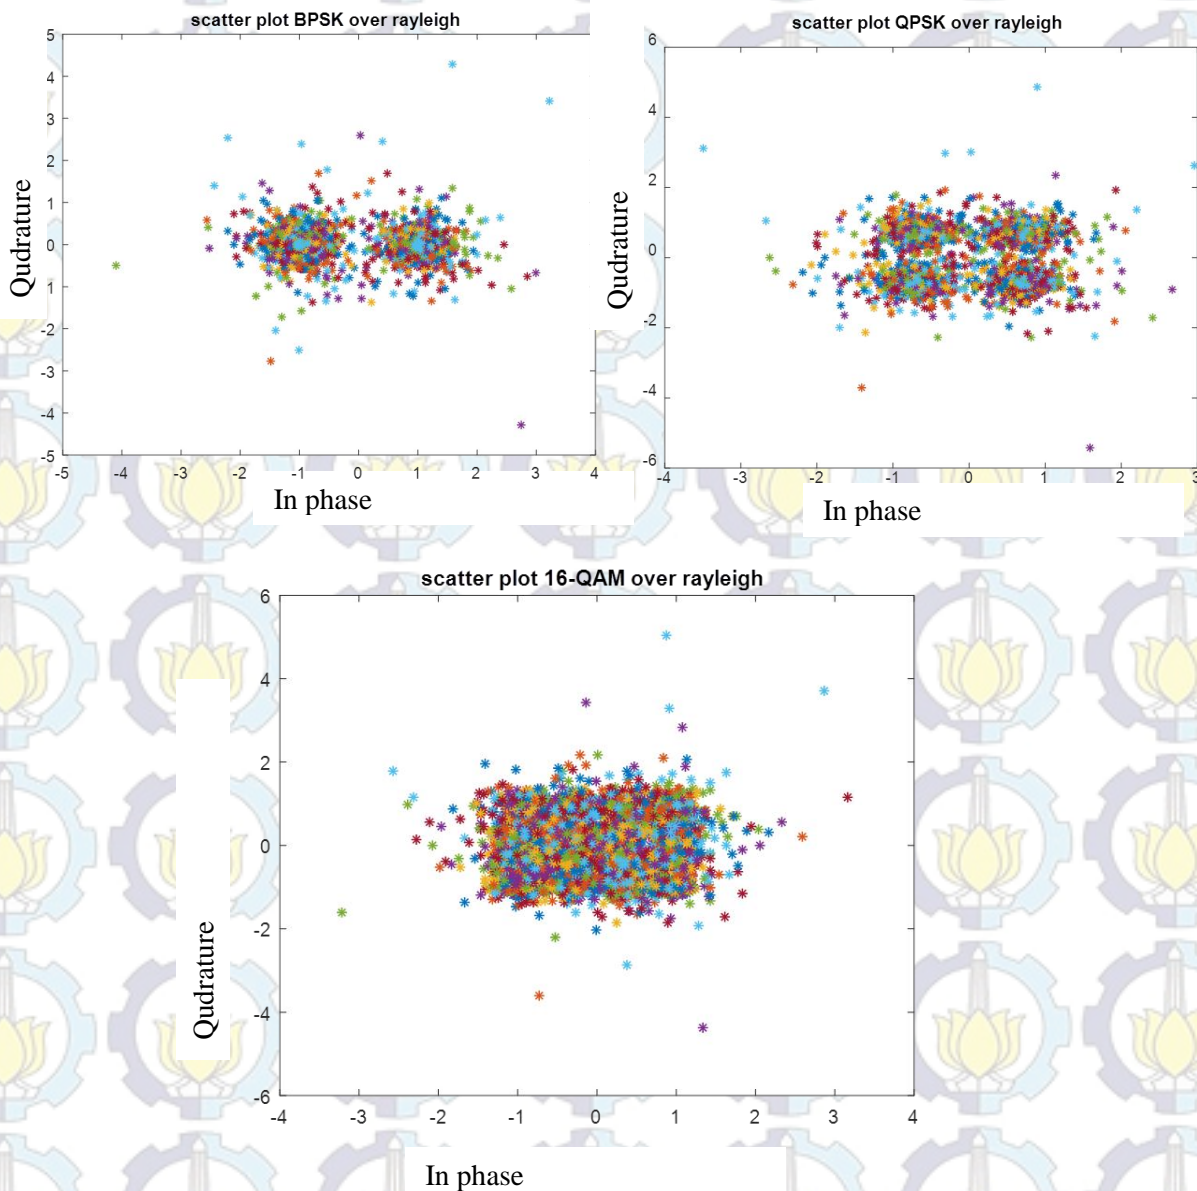 scatter plot BPSK over rayleigh
5
4
3
2
1
0
1
-2
-3
-4
-5
Qudrature
-5 -4 -3 -2 -1 0 1 2 3 4
In phase
scatter plot QPSK over rayleigh
6
4
2
0
-2
-4
-6
Qudrature
-4 -3 -2 -1 0 1 2 3
In phase
scatter plot 16-QAM over rayleigh
6
4
2
0
-2
-4
-6
Qudrature
-4 -3 -2 -1 0 1 2 3 4
In phase